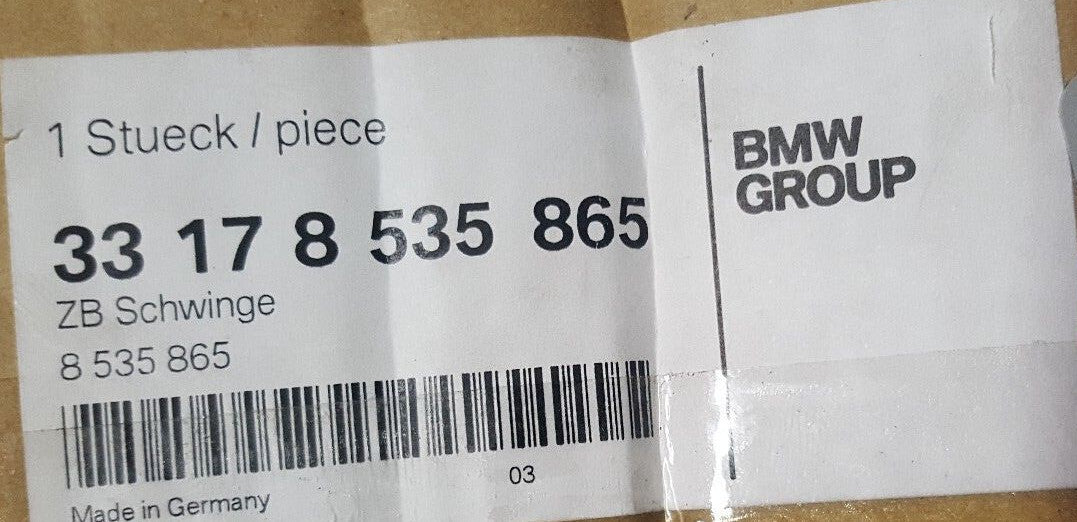 1 Stueck / piece
33 17 8 535 865
ZB Schwinge
8 535 865
03
Made in Germany
BMW
GROUP